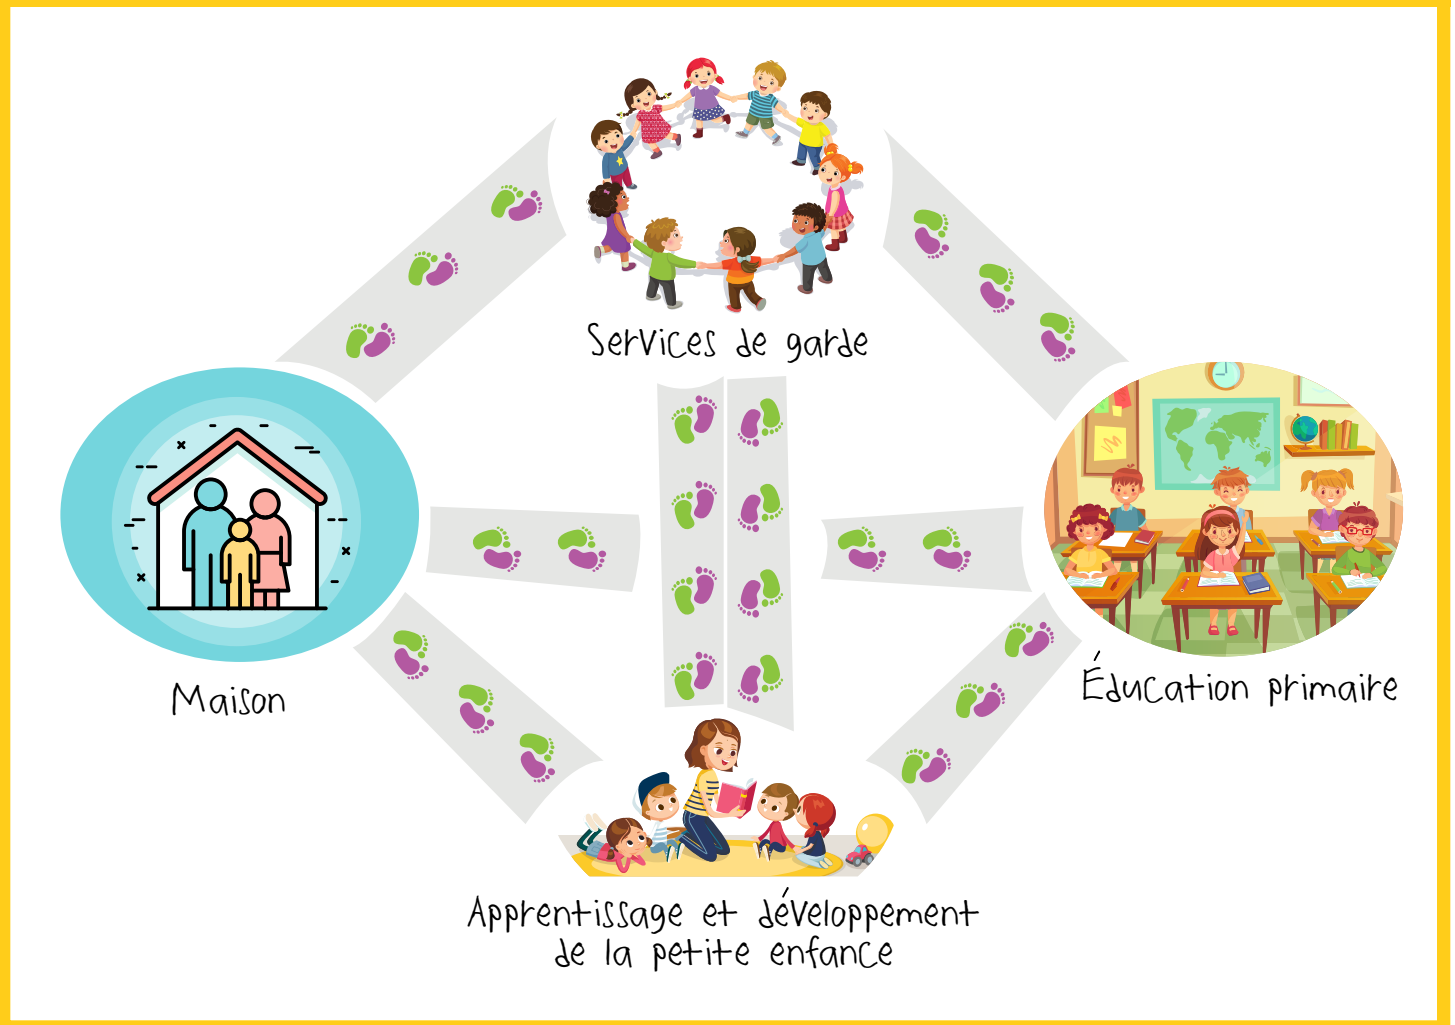 Services de garde
Maison
Éducation primaire
Apprentissage et développement
de la petite enfance